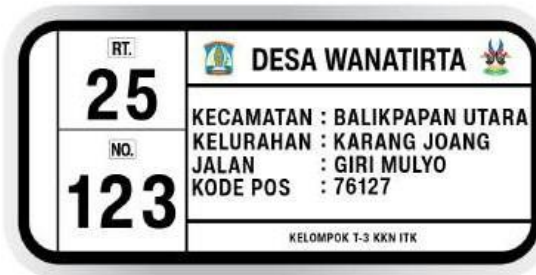 RT.
25
NO.
123
DESA WANATIRTA
KECAMATAN : BALIKPAPAN UTARA
KELURAHAN : KARANG JOANG
JALAN : GIRI MULYO
KODE POS : 76127
KELOMPOK T-3 KKN ITK